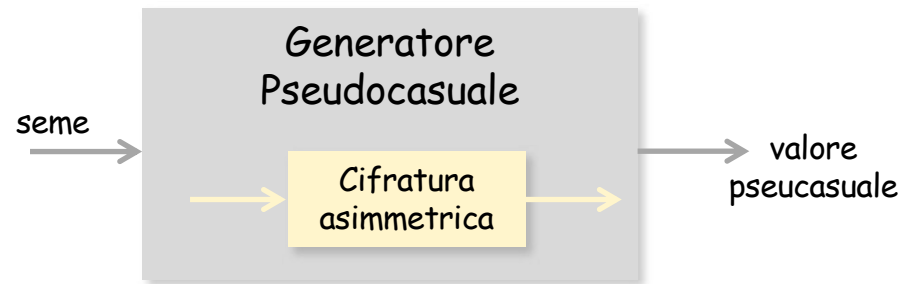 Generatore
Pseudocasuale
seme
Cifratura
asimmetrica
valore
pseucasuale